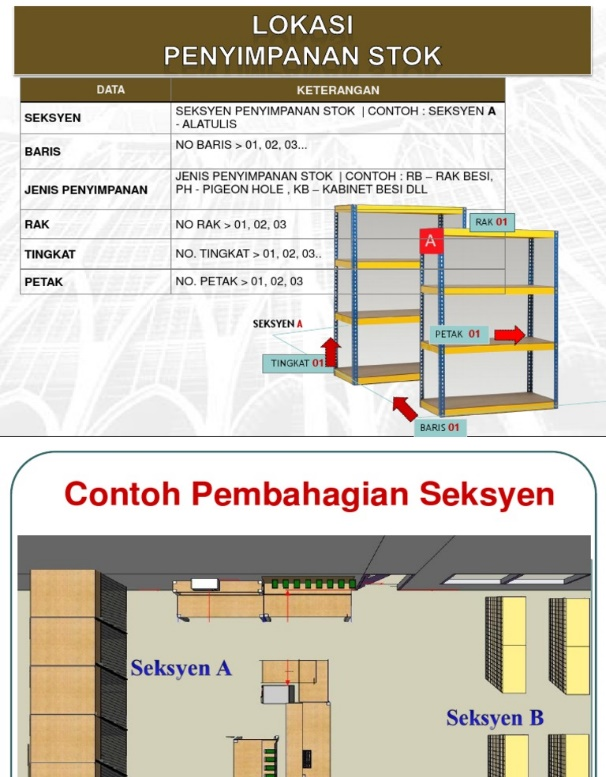 LOKASI
PENYIMPANAN STOK
DATA KETERANGAN
SEKSYEN SEKSYEN PENYIMPANAN STOK | CONTOH : SEKSYEN A
- ALATULIS
BARIS NO BARIS > 01, 02, 03...
JENIS PENYIMPANAN JENIS PENYIMPANAN STOK | CONTOH : RB – RAK BESI,
PH - PIGEON HOLE , KB – KABINET BESI DLL
RAK NO RAK > 01, 02, 03
TINGKAT NO. TINGKAT > 01, 02, 03..
PETAK NO. PETAK > 01, 02, 03
RAK 01
A
SEKSYEN A
PETAK 01
TINGKAT 01
BARIS 01
Contoh Pembahagian Seksyen
Seksyen A
Seksyen B